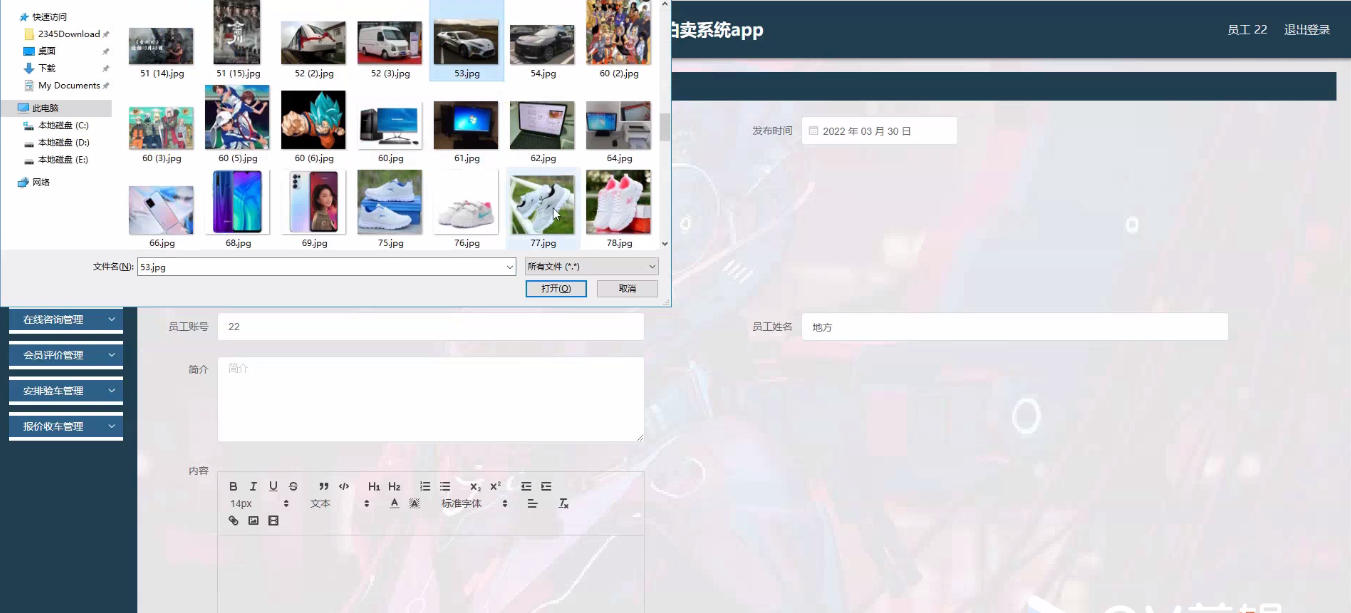 快速访问
2345Download
桌面
下载
My Documents
此电脑
本地磁盘 (C:)
本地磁盘 (D:)
本地磁盘 (E:)
网络
51 (14).jpg
51 (15).jpg
52 (2).jpg
52 (3).jpg
53.jpg
54.jpg
60 (2).jpg
60 (3).jpg
60 (5).jpg
60 (6).jpg
60.jpg
61.jpg
62.jpg
64.jpg
66.jpg
68.jpg
69.jpg
75.jpg
76.jpg
77.jpg
78.jpg
文件名(N): 53.jpg
所有文件 (*.*)
打开(O)
取消
拍卖系统app
员工 22
退出登录
发布时间
2022 年 03 月 30 日
在线咨询管理
会员评价管理
安排验车管理
报价收车管理
员工账号
22
员工姓名
地方
简介
简介
内容
14px
文本
标准字体